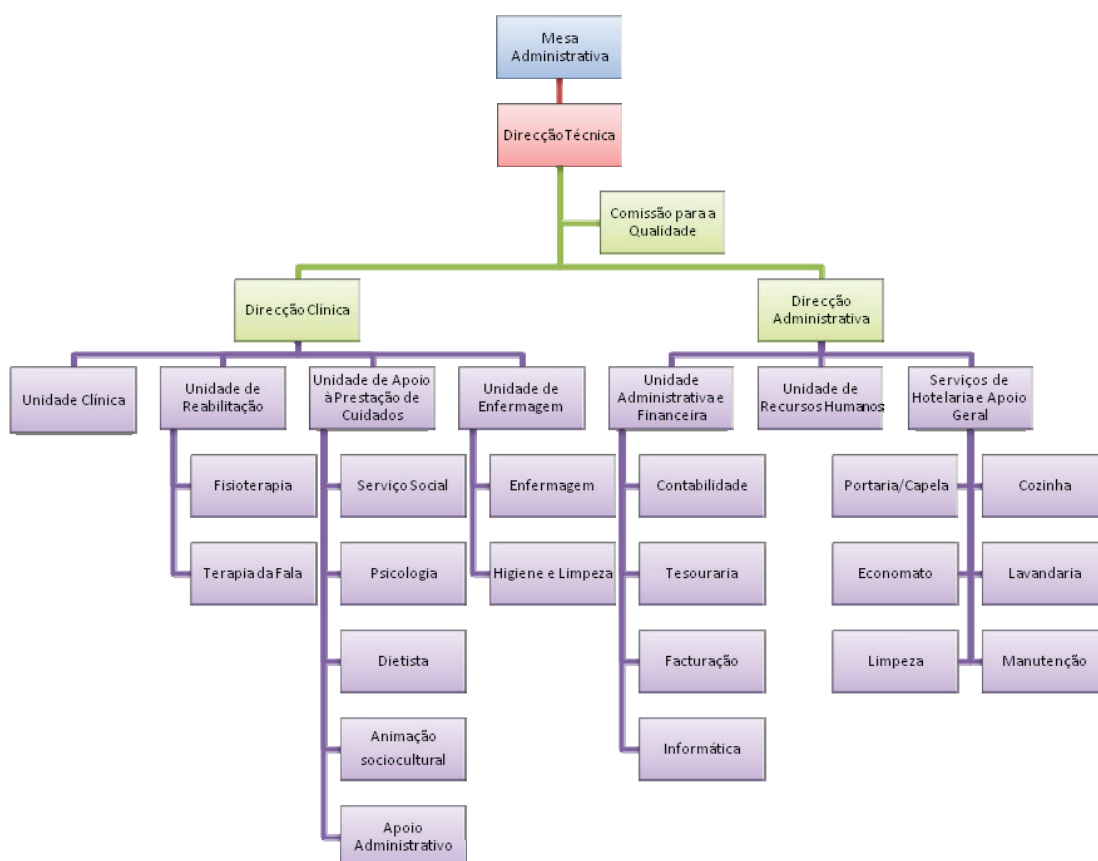 Mesa
Administrativa
Direcção Técnica
Comissão para a
Qualidade
Direcção Clínica
Direcção
Administrativa
Unidade Clínica
Unidade de
Reabilitação
Unidade de Apoio
à Prestação de
Cuidados
Unidade de
Enfermagem
Unidade
Administrativa e
Financeira
Unidade de
Recursos Humanos
Serviços de
Hotelaria e Apoio
Geral
Fisioterapia
Serviço Social
Enfermagem
Contabilidade
Portaria/Capela
Cozinha
Terapia da Fala
Psicologia
Higiene e Limpeza
Tesouraria
Economato
Lavandaria
Dietista
Facturação
Limpeza
Manutenção
Animação
sociocultural
Informática
Apoio
Administrativo